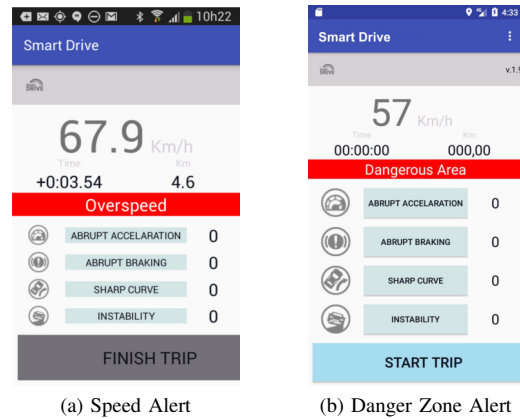 10h22
Smart Drive
DRIVE
67.9 Km/h
Time Km
+0:03.54 4.6
Overspeed
ABRUPT ACCELARATION 0
ABRUPT BRAKING 0
SHARP CURVE 0
INSTABILITY 0
FINISH TRIP
(a) Speed Alert
4:33
Smart Drive
DRIVE
v.1.9
57 Km/h
Time Km
00:00:00 000,00
Dangerous Area
ABRUPT ACCELARATION 0
ABRUPT BRAKING 0
SHARP CURVE 0
INSTABILITY 0
START TRIP
(b) Danger Zone Alert